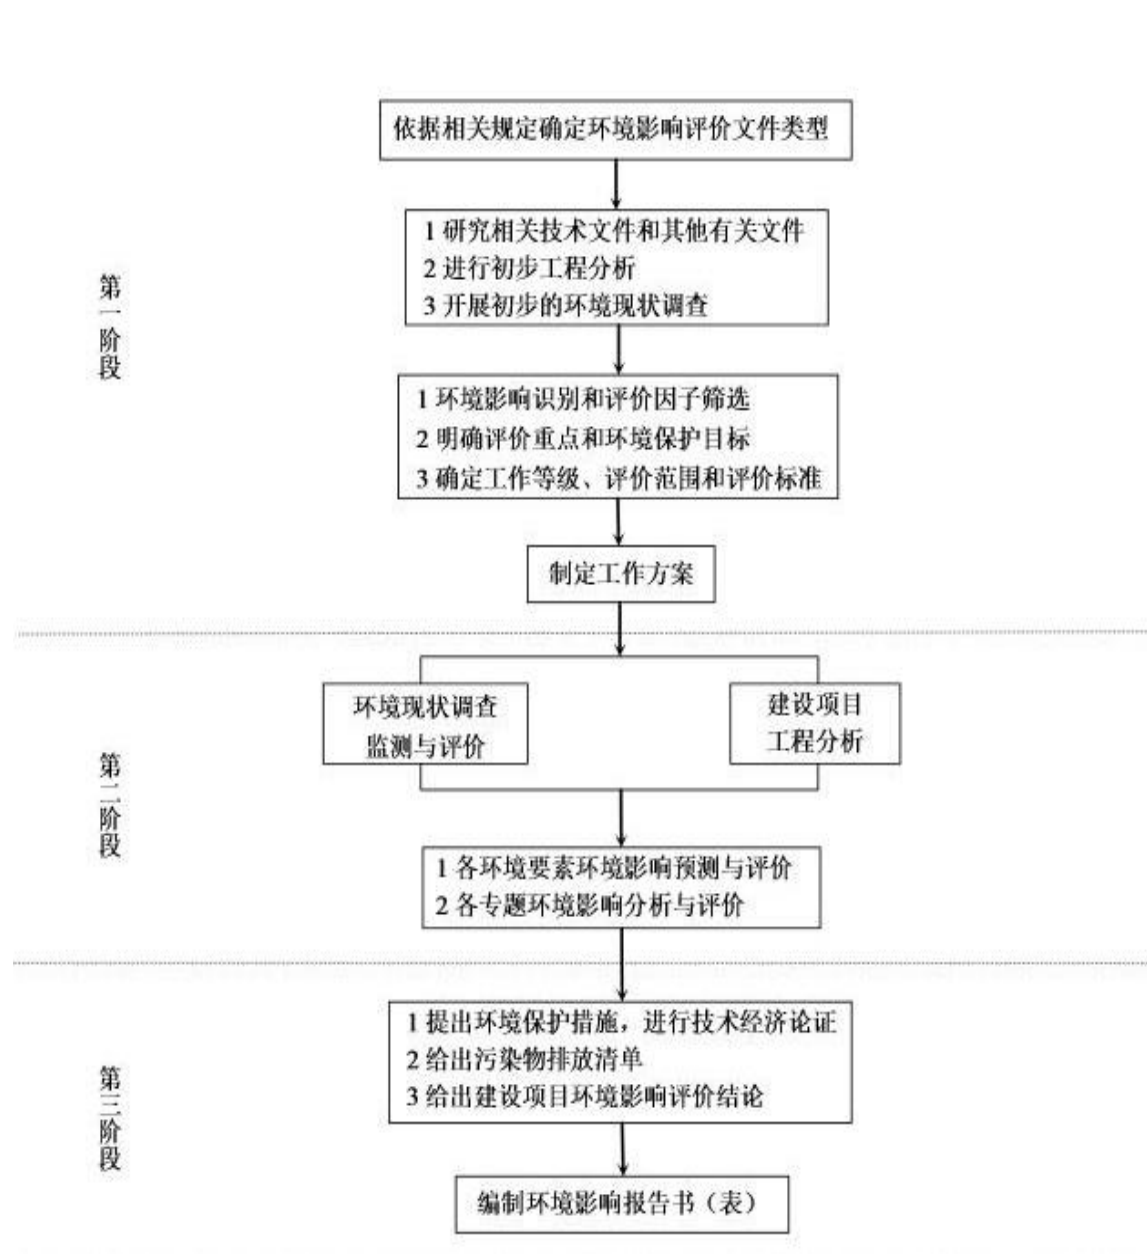 依据相关规定确定环境影响评价文件类型
1 研究相关技术文件和其他有关文件
2 进行初步工程分析
3 开展初步的环境现状调查
第一阶段
1 环境影响识别和评价因子筛选
2 明确评价重点和环境保护目标
3 确定工作等级、评价范围和评价标准
制定工作方案
环境现状调查
监测与评价
建设项目
工程分析
第二阶段
1 各环境要素环境影响预测与评价
2 各专题环境影响分析与评价
1 提出环境保护措施，进行技术经济论证
2 给出污染物排放清单
3 给出建设项目环境影响评价结论
第三阶段
编制环境影响报告书（表）